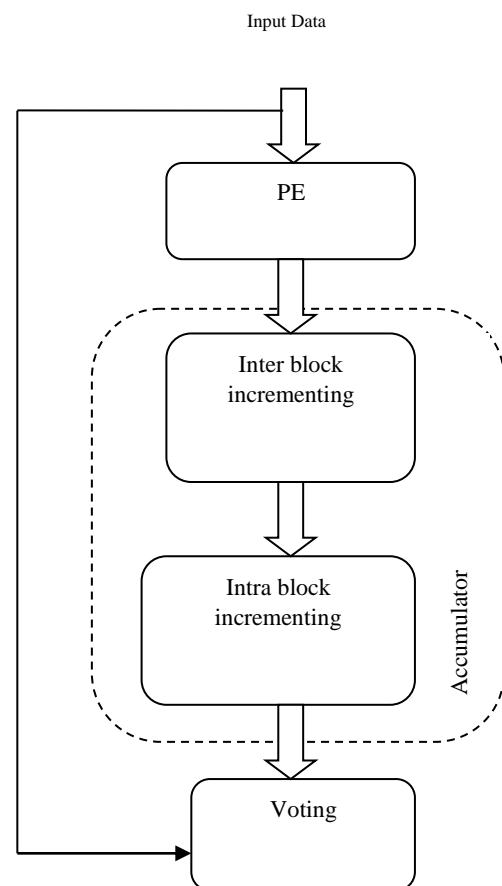 Input Data
PE
Inter block
incrementing
Intra block
incrementing
Accumulator
Voting